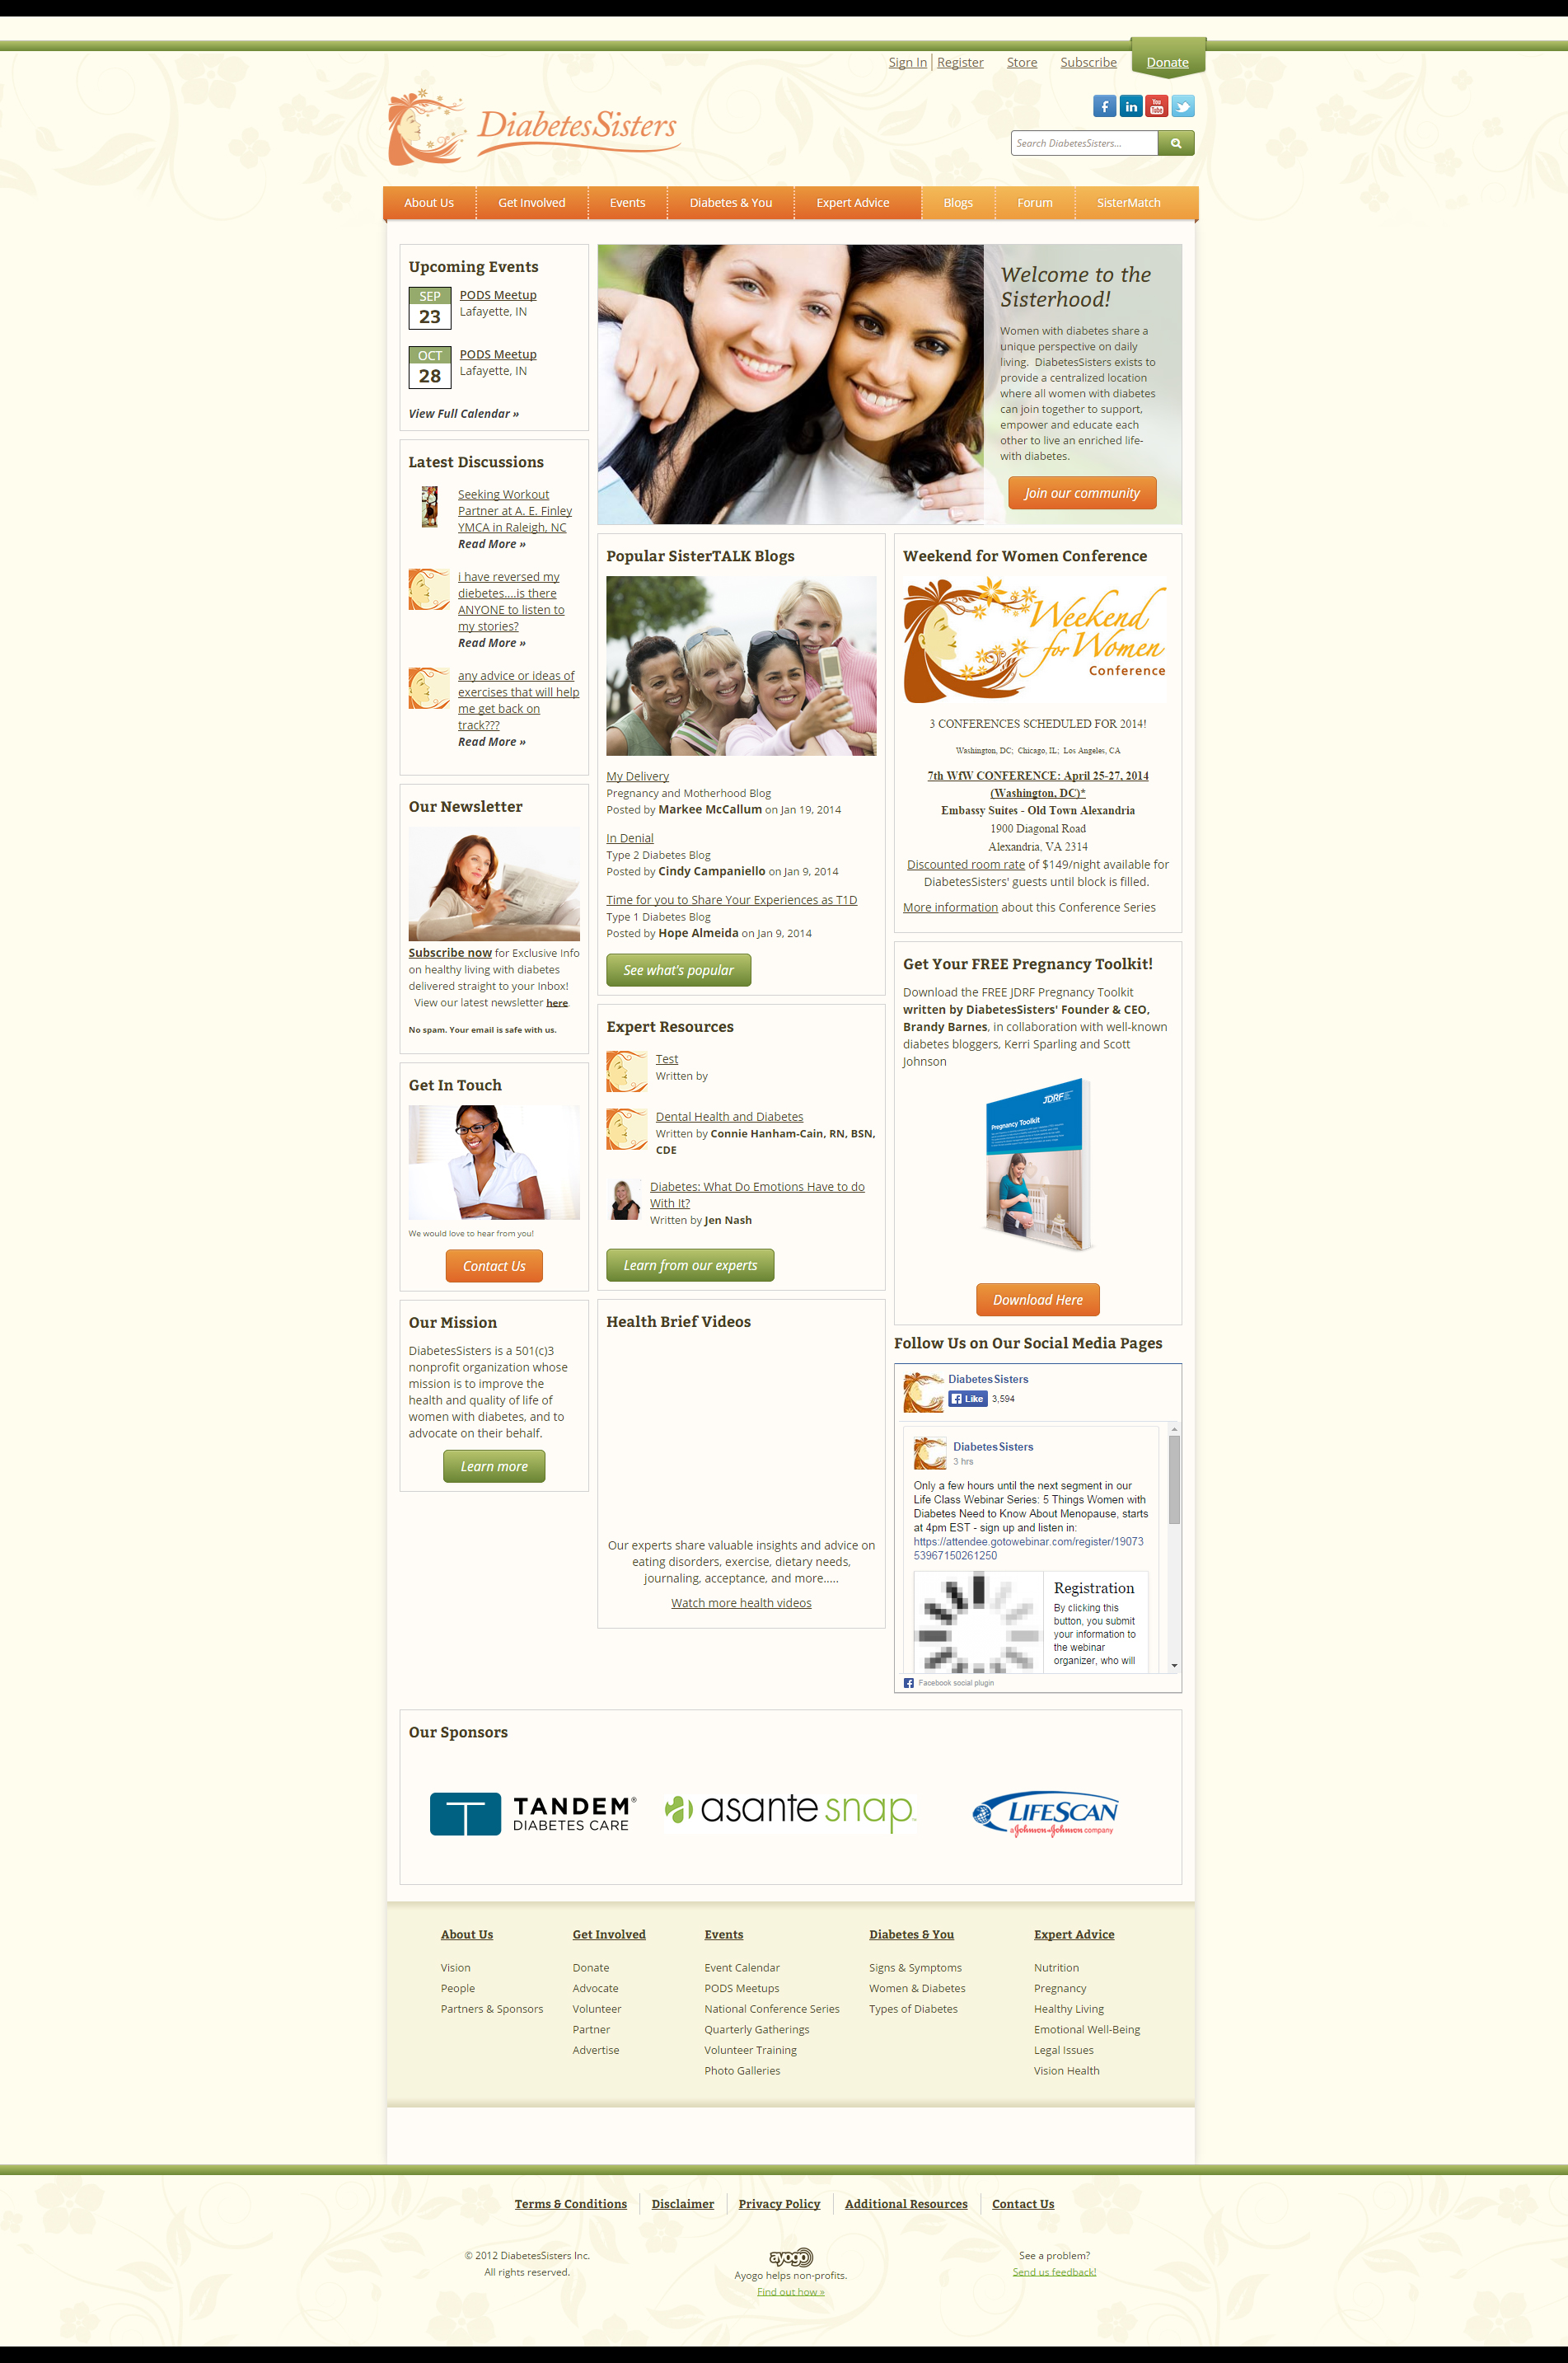 Sign In Register Store Subscribe Donate
DiabetesSisters
Search DiabetesSisters...
About Us Get Involved Events Diabetes & You Expert Advice Blogs Forum SisterMatch
Upcoming Events
SEP
23
PODS Meetup
Lafayette, IN
OCT
28
PODS Meetup
Lafayette, IN
View Full Calendar »
Latest Discussions
Seeking Workout
Partner at A. E. Finley
YMCA in Raleigh, NC
Read More »
i have reversed my
diebetes....is there
ANYONE to listen to
my stories?
Read More »
any advice or ideas of
exercises that will help
me get back on
track???
Read More »
Our Newsletter
Subscribe now for Exclusive Info
on healthy living with diabetes
delivered straight to your Inbox!
View our latest newsletter here
No spam. Your email is safe with us.
Get In Touch
We would love to hear from you!
Contact Us
Our Mission
DiabetesSisters is a 501(c)3
nonprofit organization whose
mission is to improve the
health and quality of life of
women with diabetes, and to
advocate on their behalf.
Learn more
Welcome to the
Sisterhood!
Women with diabetes share a
unique perspective on daily
living. DiabetesSisters exists to
provide a centralized location
where all women with diabetes
can join together to support,
empower and educate each
other to live an enriched life-
with diabetes.
Join our community
Popular SisterTALK Blogs
My Delivery
Pregnancy and Motherhood Blog
Posted by Markee McCallum on Jan 19, 2014
In Denial
Type 2 Diabetes Blog
Posted by Cindy Campaniello on Jan 9, 2014
Time for you to Share Your Experiences as T1D
Type 1 Diabetes Blog
Posted by Hope Almeida on Jan 9, 2014
See what's popular
Expert Resources
Test
Written by
Dental Health and Diabetes
Written by Connie Hanham-Cain, RN, BSN,
CDE
Diabetes: What Do Emotions Have to do
With It?
Written by Jen Nash
Learn from our experts
Health Brief Videos
Our experts share valuable insights and advice on
eating disorders, exercise, dietary needs,
journaling, acceptance, and more.....
Watch more health videos
Weekend for Women Conference
Weekend
for Women
Conference
3 CONFERENCES SCHEDULED FOR 2014!
Washington, DC; Chicago, IL; Los Angeles, CA
7th WfW CONFERENCE: April 25-27, 2014
(Washington, DC)*
Embassy Suites - Old Town Alexandria
1900 Diagonal Road
Alexandria, VA 2314
Discounted room rate of $149/night available for
DiabetesSisters' guests until block is filled.
More information about this Conference Series
Get Your FREE Pregnancy Toolkit!
Download the FREE JDRF Pregnancy Toolkit
written by DiabetesSisters' Founder & CEO,
Brandy Barnes, in collaboration with well-known
diabetes bloggers, Kerri Sparling and Scott
Johnson
JDRF
Pregnancy Toolkit
Download Here
Follow Us on Our Social Media Pages
DiabetesSisters
Like 3,594
DiabetesSisters
3 hrs
Only a few hours until the next segment in our
Life Class Webinar Series: 5 Things Women with
Diabetes Need to Know About Menopause, starts
at 4pm EST - sign up and listen in:
https://attendee.gotowebinar.com/register/19073
53967150261250
Registration
By clicking this
button, you submit
your information to
the webinar
organizer, who will
Facebook social plugin
Our Sponsors
TANDEM®
DIABETES CARE
asante snap™
LIFESCAN
a Johnson & Johnson company
About Us
Vision
People
Partners & Sponsors
Get Involved
Donate
Advocate
Volunteer
Partner
Advertise
Events
Event Calendar
PODS Meetups
National Conference Series
Quarterly Gatherings
Volunteer Training
Photo Galleries
Diabetes & You
Signs & Symptoms
Women & Diabetes
Types of Diabetes
Expert Advice
Nutrition
Pregnancy
Healthy Living
Emotional Well-Being
Legal Issues
Vision Health
Terms & Conditions Disclaimer Privacy Policy Additional Resources Contact Us
© 2012 DiabetesSisters Inc.
All rights reserved.
ayogo
Ayogo helps non-profits.
Find out how »
See a problem?
Send us feedback!